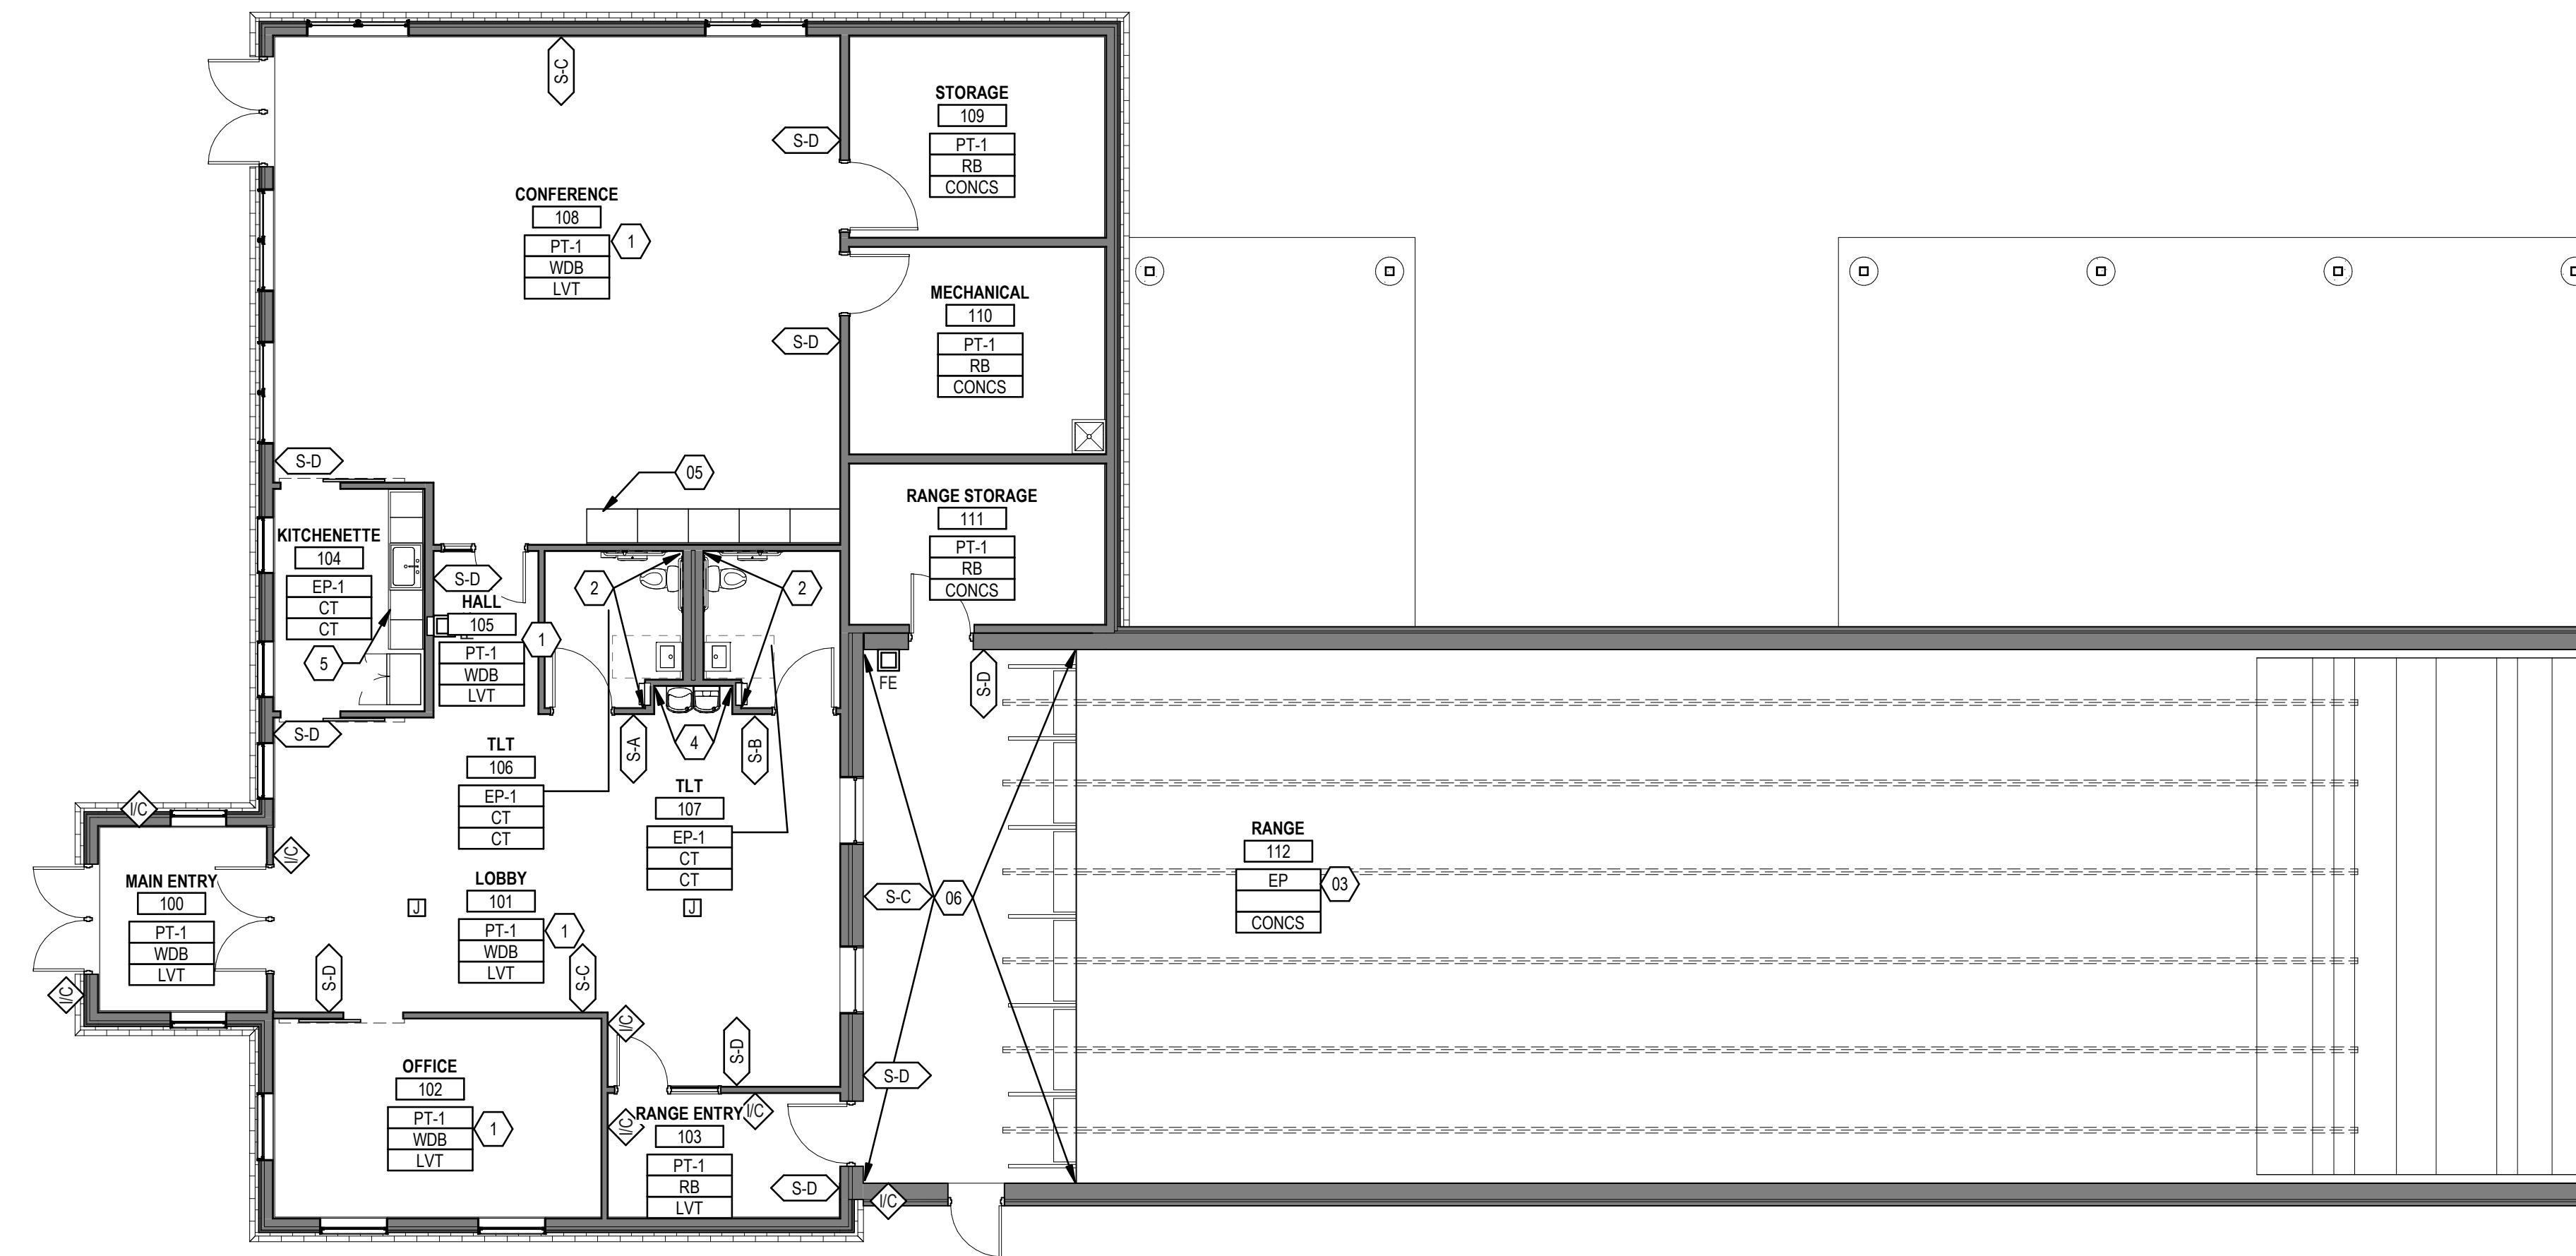 S-C
STORAGE
109
PT-1
RB
CONCS
S-D
CONFERENCE
108
PT-1
1
WDB
LVT
MECHANICAL
110
PT-1
RB
CONCS
S-D
S-D
05
RANGE STORAGE
111
PT-1
RB
CONCS
KITCHENETTE
104
EP-1
CT
CT
5
S-D
HALL
105
1
PT-1
WDB
LVT
2
2
FE
S-D
S-D
S-A
4
S-B
TLT
106
EP-1
CT
CT
TLT
107
EP-1
CT
CT
I/C
I/C
MAIN ENTRY
100
PT-1
WDB
LVT
J
LOBBY
101
PT-1
1
WDB
LVT
J
S-C
06
RANGE
112
EP
03
CONCS
I/C
S-D
S-C
I/C
S-D
S-D
OFFICE
102
PT-1
1
WDB
LVT
I/C
RANGE ENTRY
I/C
103
PT-1
RB
LVT
S-D
I/C